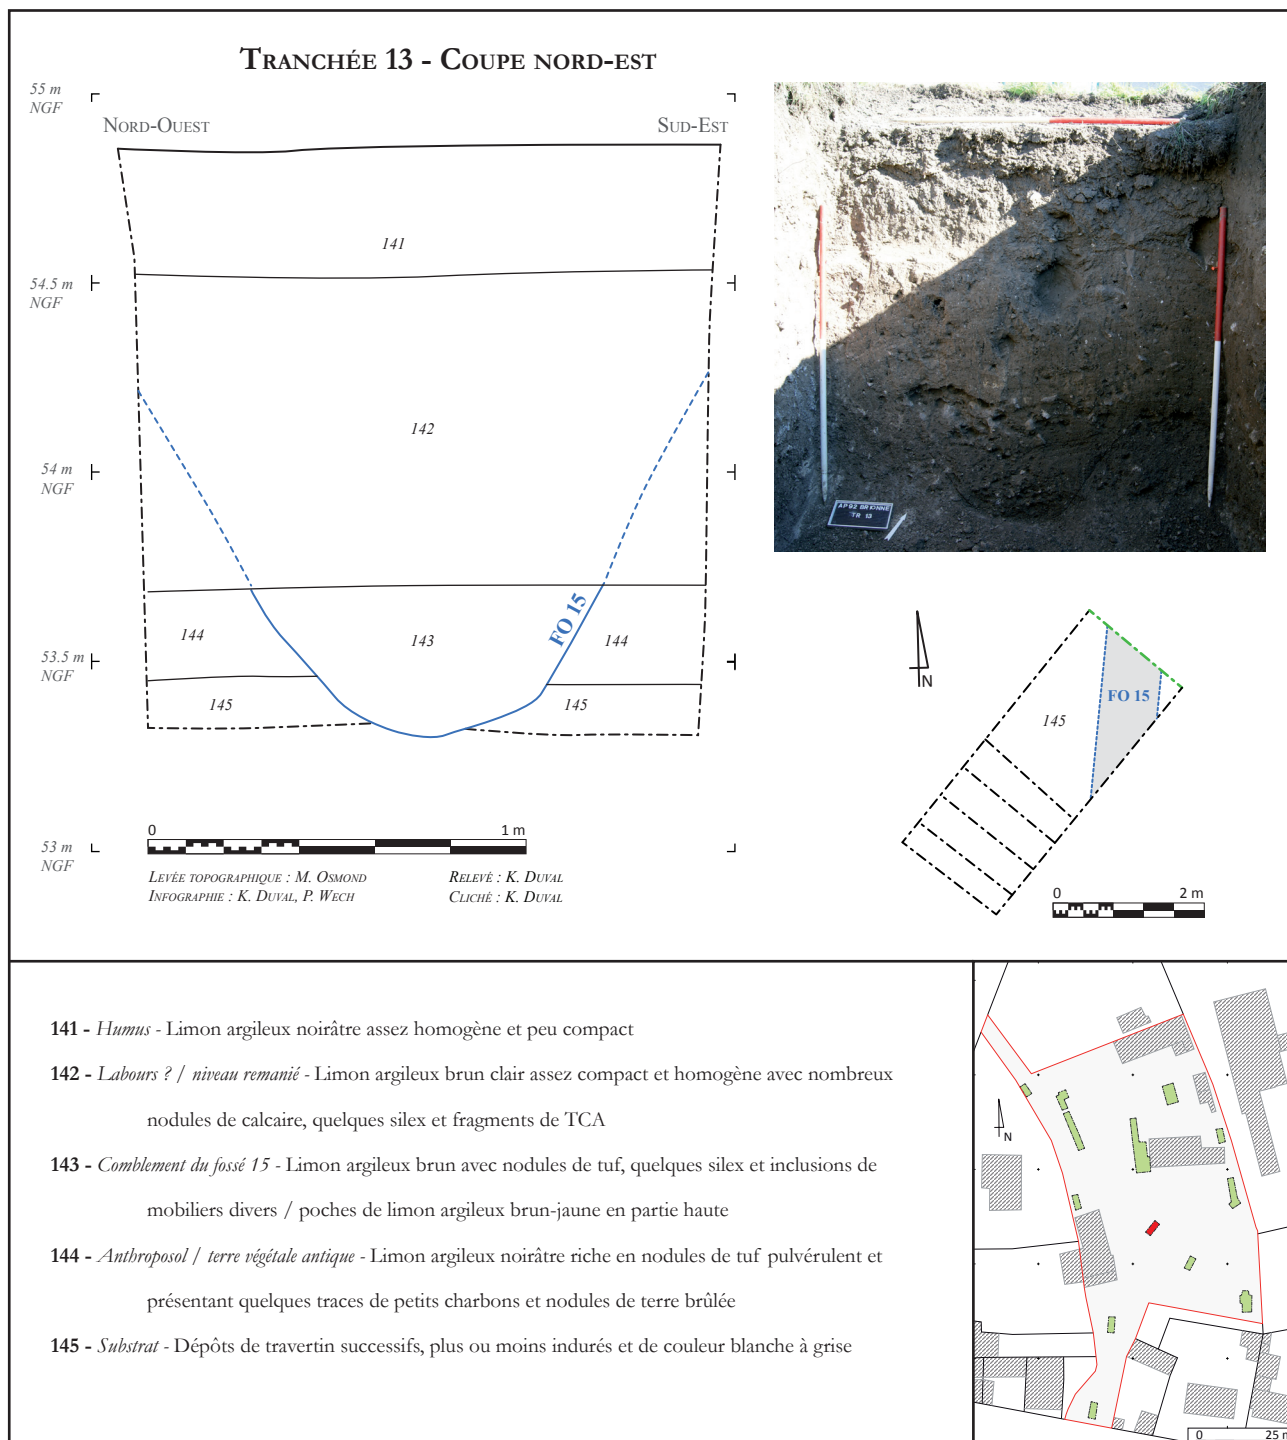 TRANCHÉE 13 - COUPE NORD-EST
55 m
NGF
NORD-OUEST
SUD-EST
141
54.5 m
NGF
142
54 m
NGF
FO 15
144
143
144
53.5 m
NGF
145
145
53 m
NGF
0
1 m
LEVÉE TOPOGRAPHIQUE : M. OSMOND
INFOGRAPHIE : K. DUVAL, P. WECH
RELEVÉ : K. DUVAL
CLICHÉ : K. DUVAL
AP 92 BRIONNE
TR 13
N
FO 15
145
0
2 m
141 - Humus - Limon argileux noirâtre assez homogène et peu compact
142 - Labours ? / niveau remanié - Limon argileux brun clair assez compact et homogène avec nombreux
nodules de calcaire, quelques silex et fragments de TCA
143 - Comblement du fossé 15 - Limon argileux brun avec nodules de tuf, quelques silex et inclusions de
mobiliers divers / poches de limon argileux brun-jaune en partie haute
144 - Anthroposol / terre végétale antique - Limon argileux noirâtre riche en nodules de tuf pulvérulent et
présentant quelques traces de petits charbons et nodules de terre brûlée
145 - Substrat - Dépôts de travertin successifs, plus ou moins indurés et de couleur blanche à grise
N
0
25 m